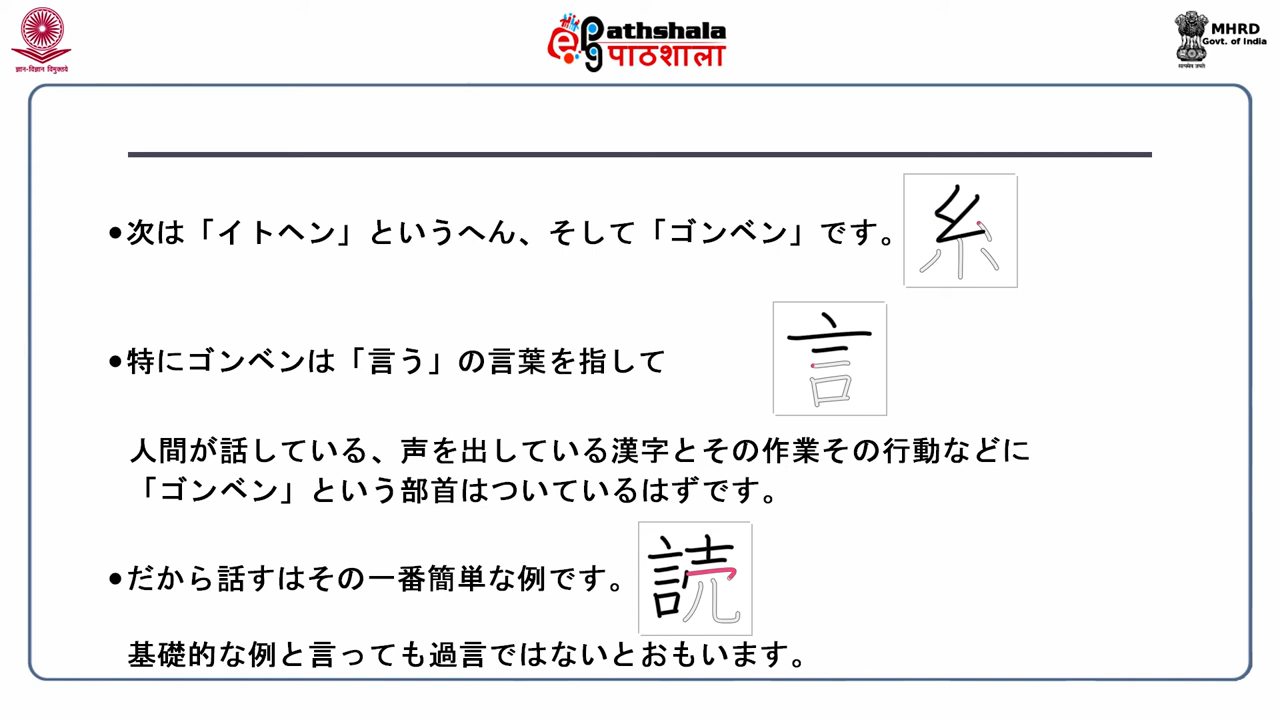 ज्ञान-विज्ञान विमुक्तये
ePathshala
पाठशाला
MHRD
Govt. of India
सत्यमेव जयते
•次は「イトヘン」というへん、そして「ゴンベン」です。
糸
•特にゴンベンは「言う」の言葉を指して
言
人間が話している、声を出している漢字とその作業その行動などに
「ゴンベン」という部首はついているはずです。
•だから話すはその一番簡単な例です。
読
基礎的な例と言っても過言ではないとおもいます。